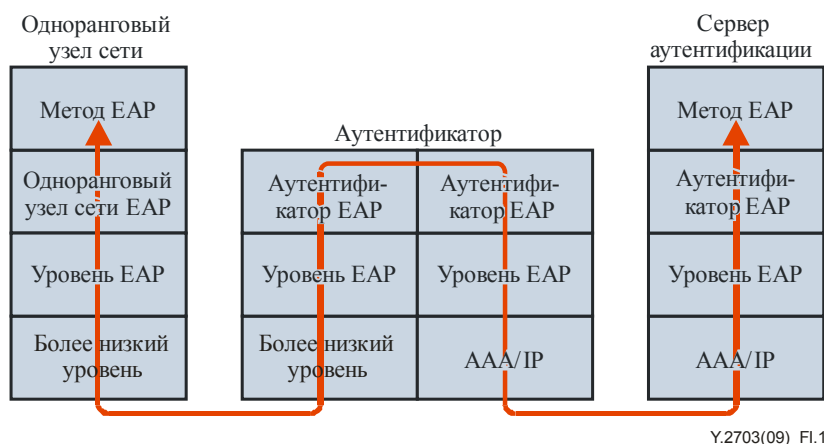 Одноранговый
узел сети
Метод EAP
Одноранговый
узел сети EAP
Уровень EAP
Более низкий
уровень
Аутентификатор
Аутентифи-
катор EAP
Аутентифи-
катор EAP
Уровень EAP
Уровень EAP
Более низкий
уровень
AAA/IP
Сервер
аутентификации
Метод EAP
Аутентифи-
катор EAP
Уровень EAP
AAA/IP
Y.2703(09)_FI.1